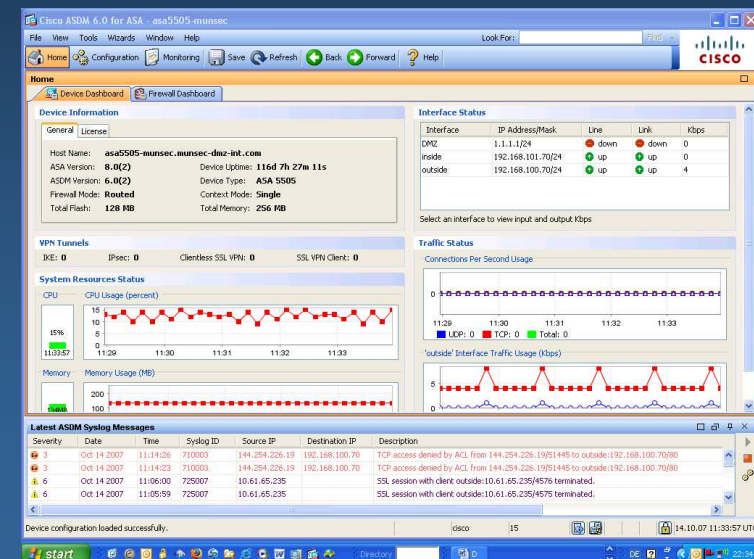 Cisco ASDM 6.0 for ASA - asa5505-munsec
File View Tools Wizards Window Help Look For: Find
Home Configuration Monitoring Save Refresh Back Forward Help
CISCO
Home
Device Dashboard Firewall Dashboard
Device Information
General License
Host Name: asa5505-munsec.munsec-dmz-int.com
ASA Version: 8.0(2) Device Uptime: 116d 7h 27m 11s
ASDM Version: 6.0(2) Device Type: ASA 5505
Firewall Mode: Routed Context Mode: Single
Total Flash: 128 MB Total Memory: 256 MB
Interface Status
Interface IP Address/Mask Line Link Kbps
DMZ 1.1.1.1/24 down down 0
inside 192.168.101.70/24 up up 0
outside 192.168.100.70/24 up up 4
Select an interface to view input and output Kbps
VPN Tunnels
IKE: 0 IPsec: 0 Clientless SSL VPN: 0 SSL VPN Client: 0
System Resources Status
CPU CPU Usage (percent)
15%
11:33:57
15
10
5
0
11:29 11:30 11:31 11:32 11:33
Memory Memory Usage (MB)
200
100
Traffic Status
Connections Per Second Usage
0
11:29 11:30 11:31 11:32 11:33
UDP: 0 TCP: 0 Total: 0
'outside' Interface Traffic Usage (Kbps)
5
0
Latest ASDM Syslog Messages
Severity Date Time Syslog ID Source IP Destination IP Description
3 Oct 14 2007 11:14:26 710003 144.254.226.19 192.168.100.70 TCP access denied by ACL from 144.254.226.19/51445 to outside:192.168.100.70/80
3 Oct 14 2007 11:14:23 710003 144.254.226.19 192.168.100.70 TCP access denied by ACL from 144.254.226.19/51445 to outside:192.168.100.70/80
6 Oct 14 2007 11:06:00 725007 10.61.65.235 SSL session with client outside:10.61.65.235/4576 terminated.
6 Oct 14 2007 11:05:59 725007 10.61.65.235 SSL session with client outside:10.61.65.235/4575 terminated.
Device configuration loaded successfully. cisco 15 14.10.07 11:33:57 UT
start Directory D DE 22:3